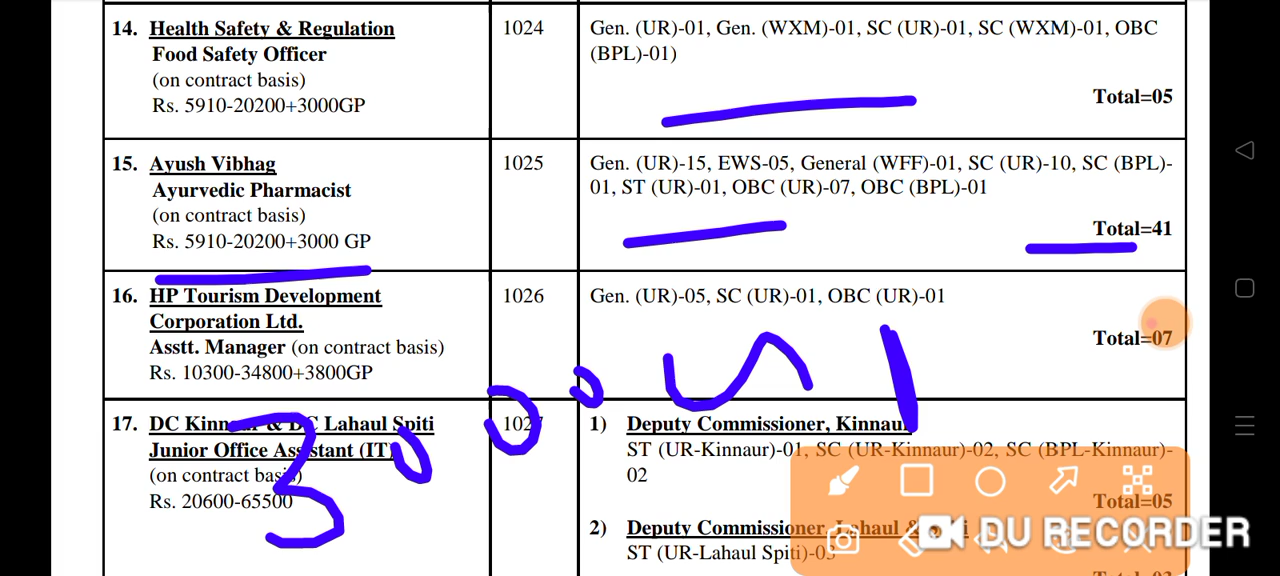 14. Health Safety & Regulation
Food Safety Officer
(on contract basis)
Rs. 5910-20200+3000GP
1024
Gen. (UR)-01, Gen. (WXM)-01, SC (UR)-01, SC (WXM)-01, OBC
(BPL)-01)
Total=05
15. Ayush Vibhag
Ayurvedic Pharmacist
(on contract basis)
Rs. 5910-20200+3000 GP
1025
Gen. (UR)-15, EWS-05, General (WFF)-01, SC (UR)-10, SC (BPL)-
01, ST (UR)-01, OBC (UR)-07, OBC (BPL)-01
Total=41
16. HP Tourism Development
Corporation Ltd.
Asstt. Manager (on contract basis)
Rs. 10300-34800+3800GP
1026
Gen. (UR)-05, SC (UR)-01, OBC (UR)-01
Total=07
17. DC Kinnaur & DC Lahaul Spiti
Junior Office Assistant (IT)
(on contract basis)
Rs. 20600-65500
1027
1) Deputy Commissioner, Kinnaur
ST (UR-Kinnaur)-01, SC (UR-Kinnaur)-02, SC (BPL-Kinnaur)-
02
Total=05
2) Deputy Commissioner, Lahaul &
ST (UR-Lahaul Spiti)-03
DU RECORDER